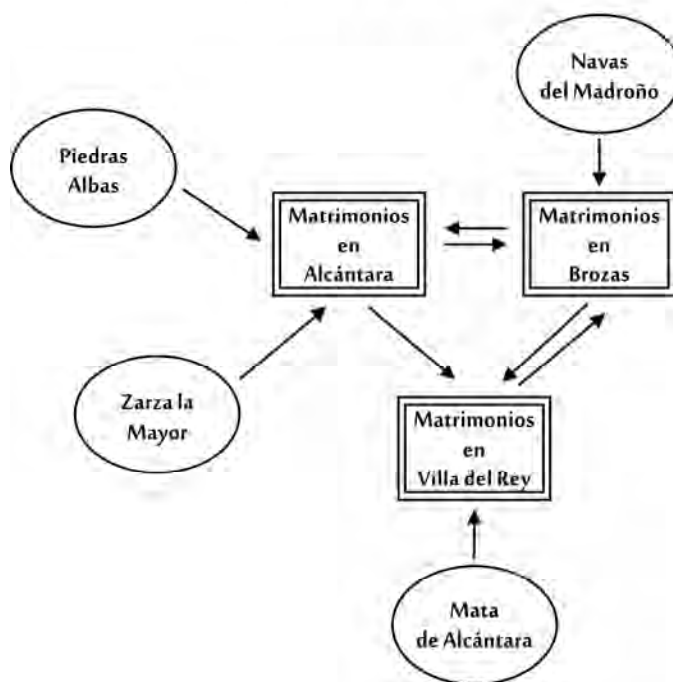 Navas
del Madroño
Piedras
Albas
Matrimonios
en
Alcántara
Matrimonios
en
Brozas
Zarza la
Mayor
Matrimonios
en
Villa del Rey
Mata
de Alcántara